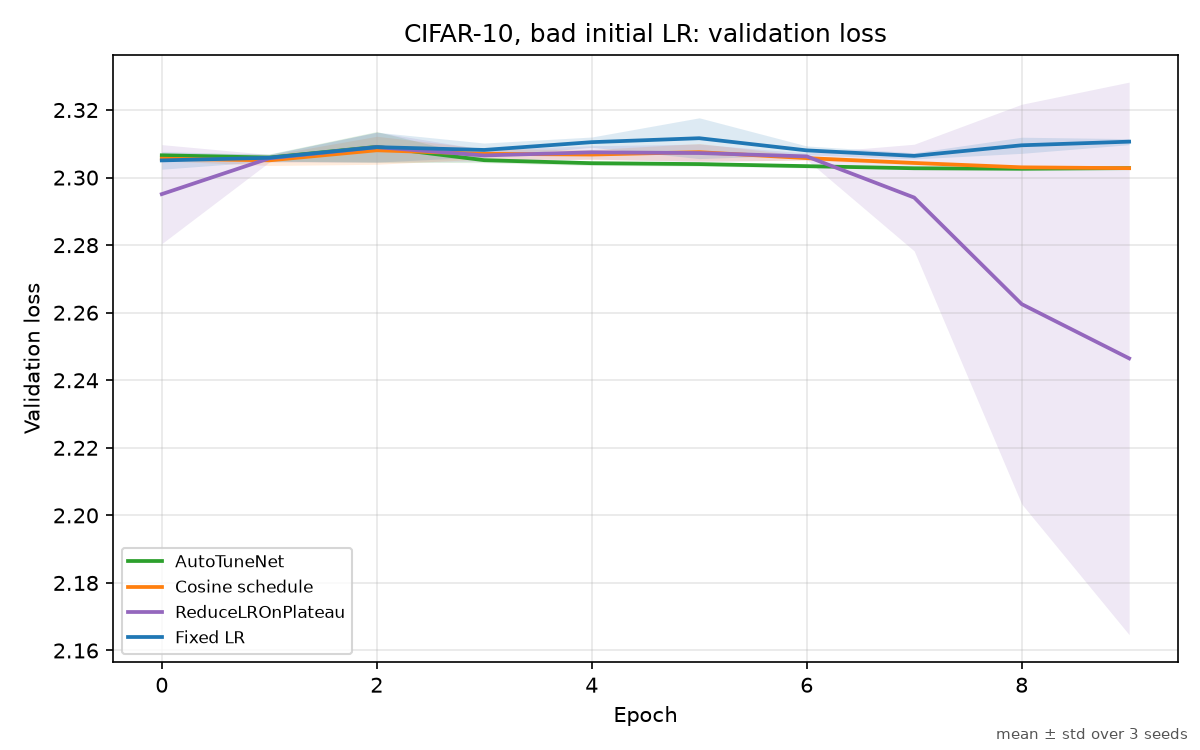 CIFAR-10, bad initial LR: validation loss
Validation loss
2.32
2.30
2.28
2.26
2.24
2.22
2.20
2.18
2.16
AutoTuneNet
Cosine schedule
ReduceLROnPlateau
Fixed LR
0 2 4 6 8
Epoch
mean ± std over 3 seeds